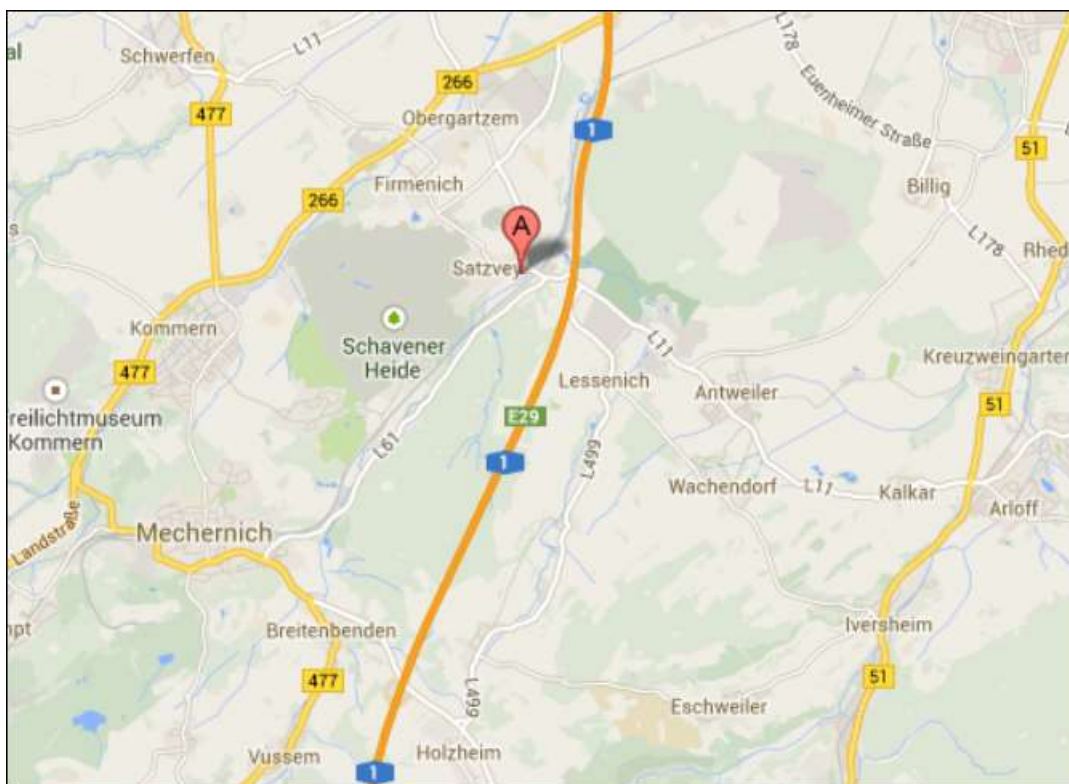 al
Schwerfen
L11
L178
Euenheimer Straße
266
477
Obergartzem
1
51
L
Firmenich
Billig
266
s
A
L178
Rhed
Satzvey
Kommern
Schavener
Heide
L11
Kreuzweingarten
477
Lessenich
Antweiler
reilichtmuseum
Kommern
E29
51
L61
L499
1
Wachendorf
L11
Kalkar
Arloff
Landstraße
Mechernich
mpt
Breitenbenden
Iversheim
477
51
L499
Eschweiler
Vussem
Holzheim
1